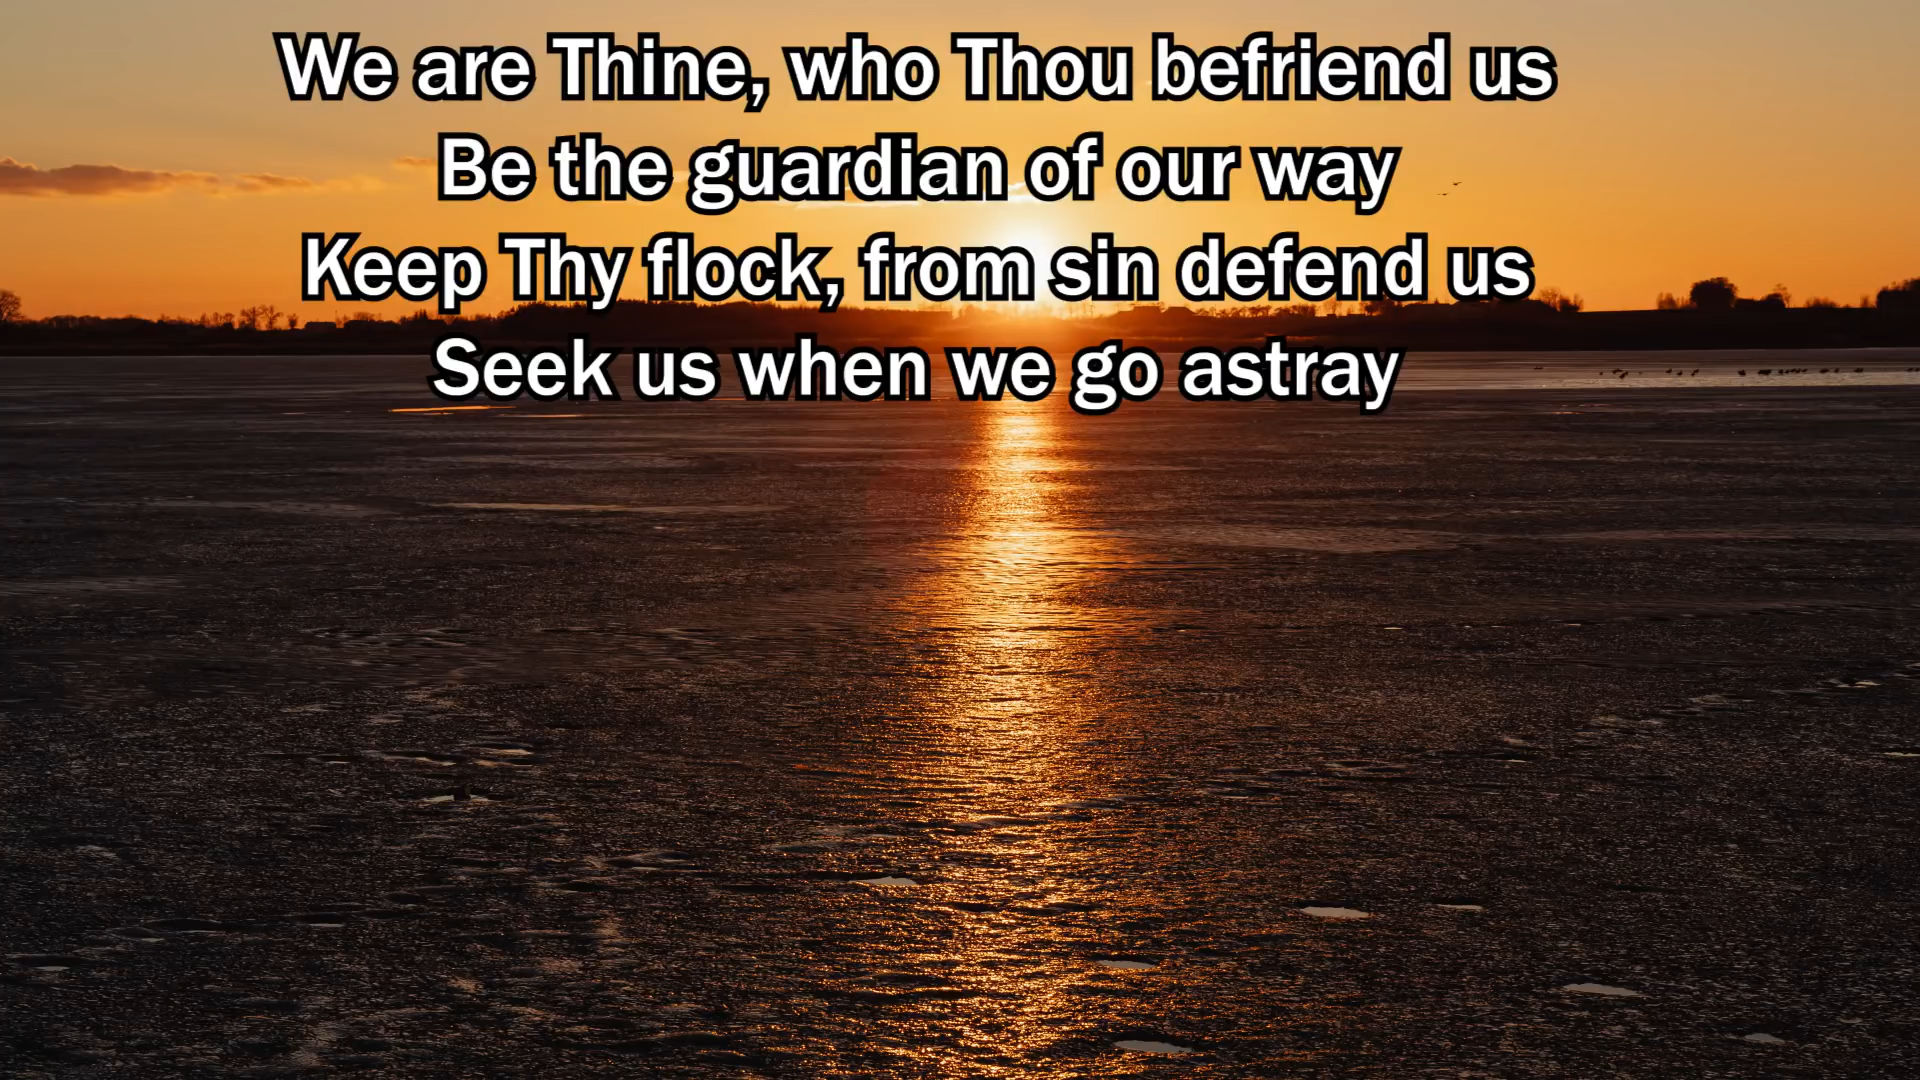 We are Thine, who Thou befriend us
Be the guardian of our way
Keep Thy flock, from sin defend us
Seek us when we go astray